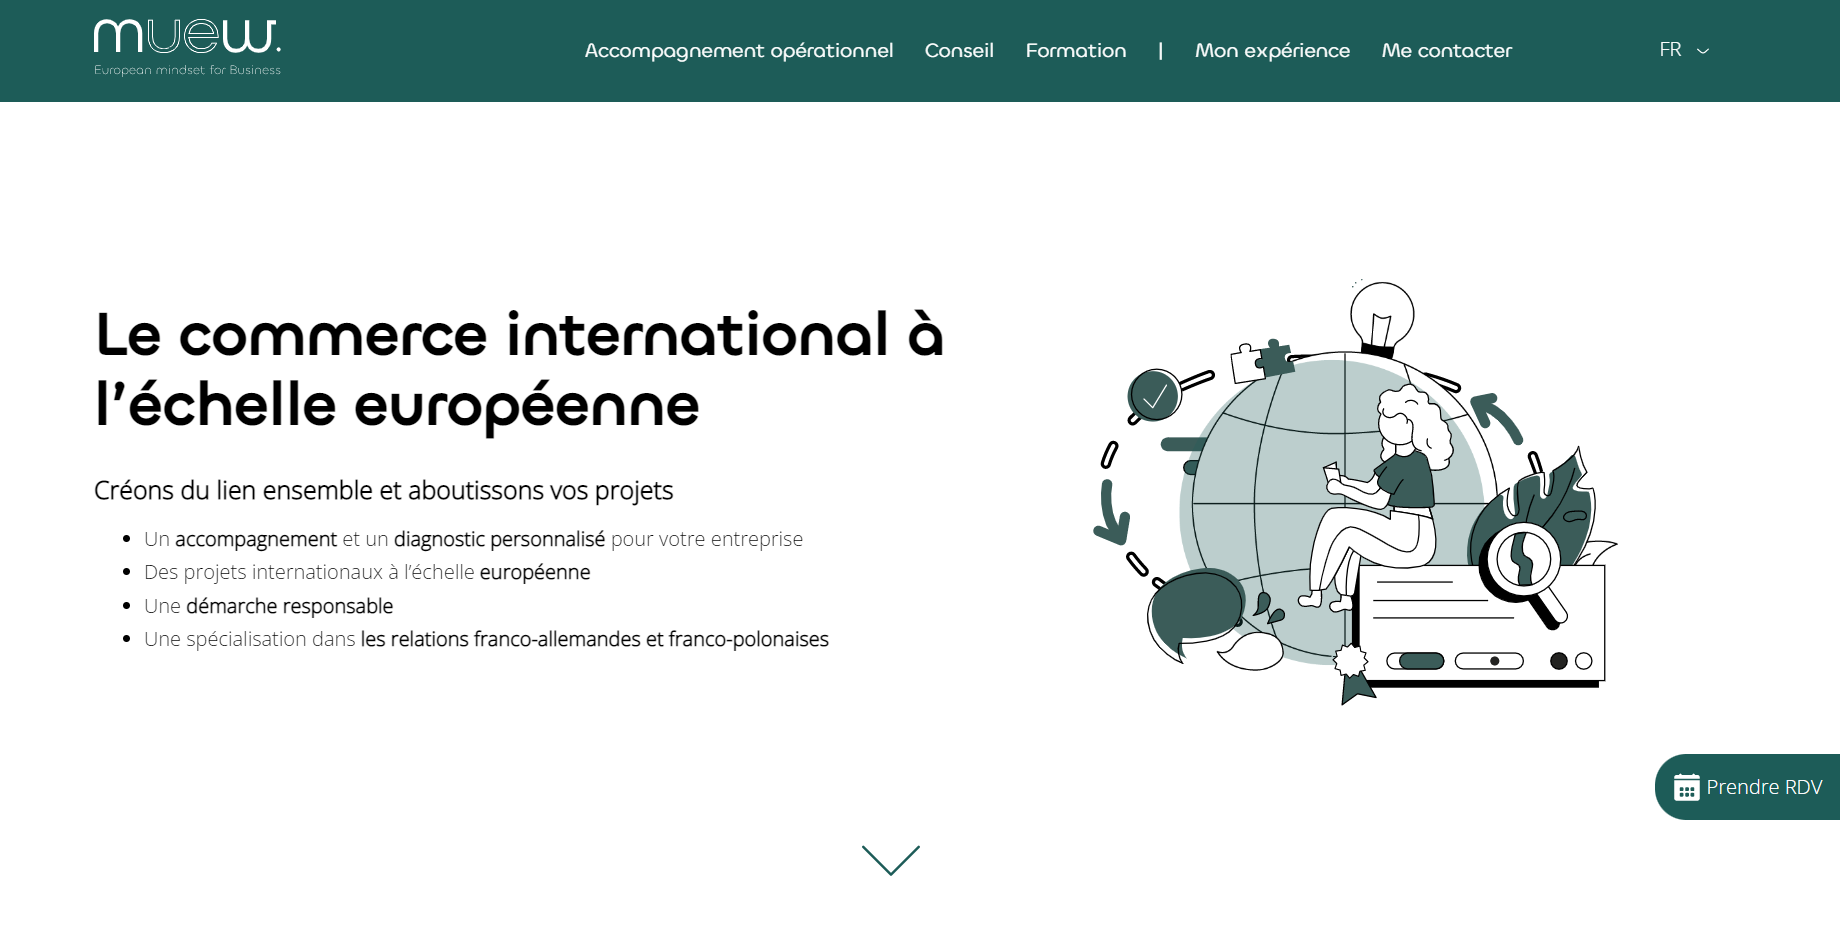 muew.
European mindset for Business
Accompagnement opérationnel
Conseil
Formation
|
Mon expérience
Me contacter
FR
Le commerce international à
l’échelle européenne
Créons du lien ensemble et aboutissons vos projets
• Un accompagnement et un diagnostic personnalisé pour votre entreprise
• Des projets internationaux à l’échelle européenne
• Une démarche responsable
• Une spécialisation dans les relations franco-allemandes et franco-polonaises
Prendre RDV